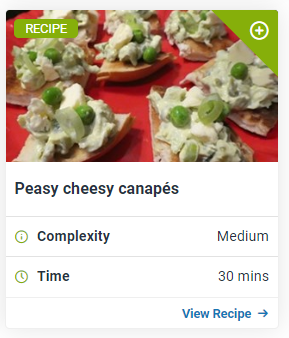 RECIPE
Peasy cheesy canapés
Complexity Medium
Time 30 mins
View Recipe